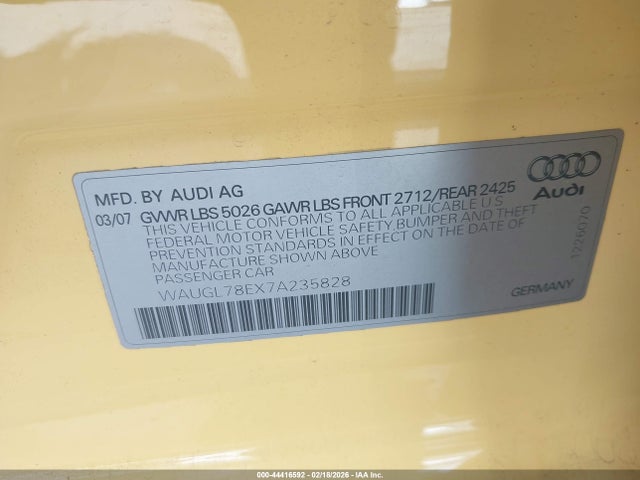 MFD. BY AUDI AG
03/07 GVWR LBS 5026 GAWR LBS FRONT 2712/REAR 2425
THIS VEHICLE CONFORMS TO ALL APPLICABLE U S
FEDERAL MOTOR VEHICLE SAFETY BUMPER AND THEFT
PREVENTION STANDARDS IN EFFECT ON THE DATE OF
MANUFACTURE SHOWN ABOVE
PASSENGER CAR
WAUGL78EX7A235828
Audi
1226070
GERMANY
000-44416592 - 02/18/2026 - IAA Corp.